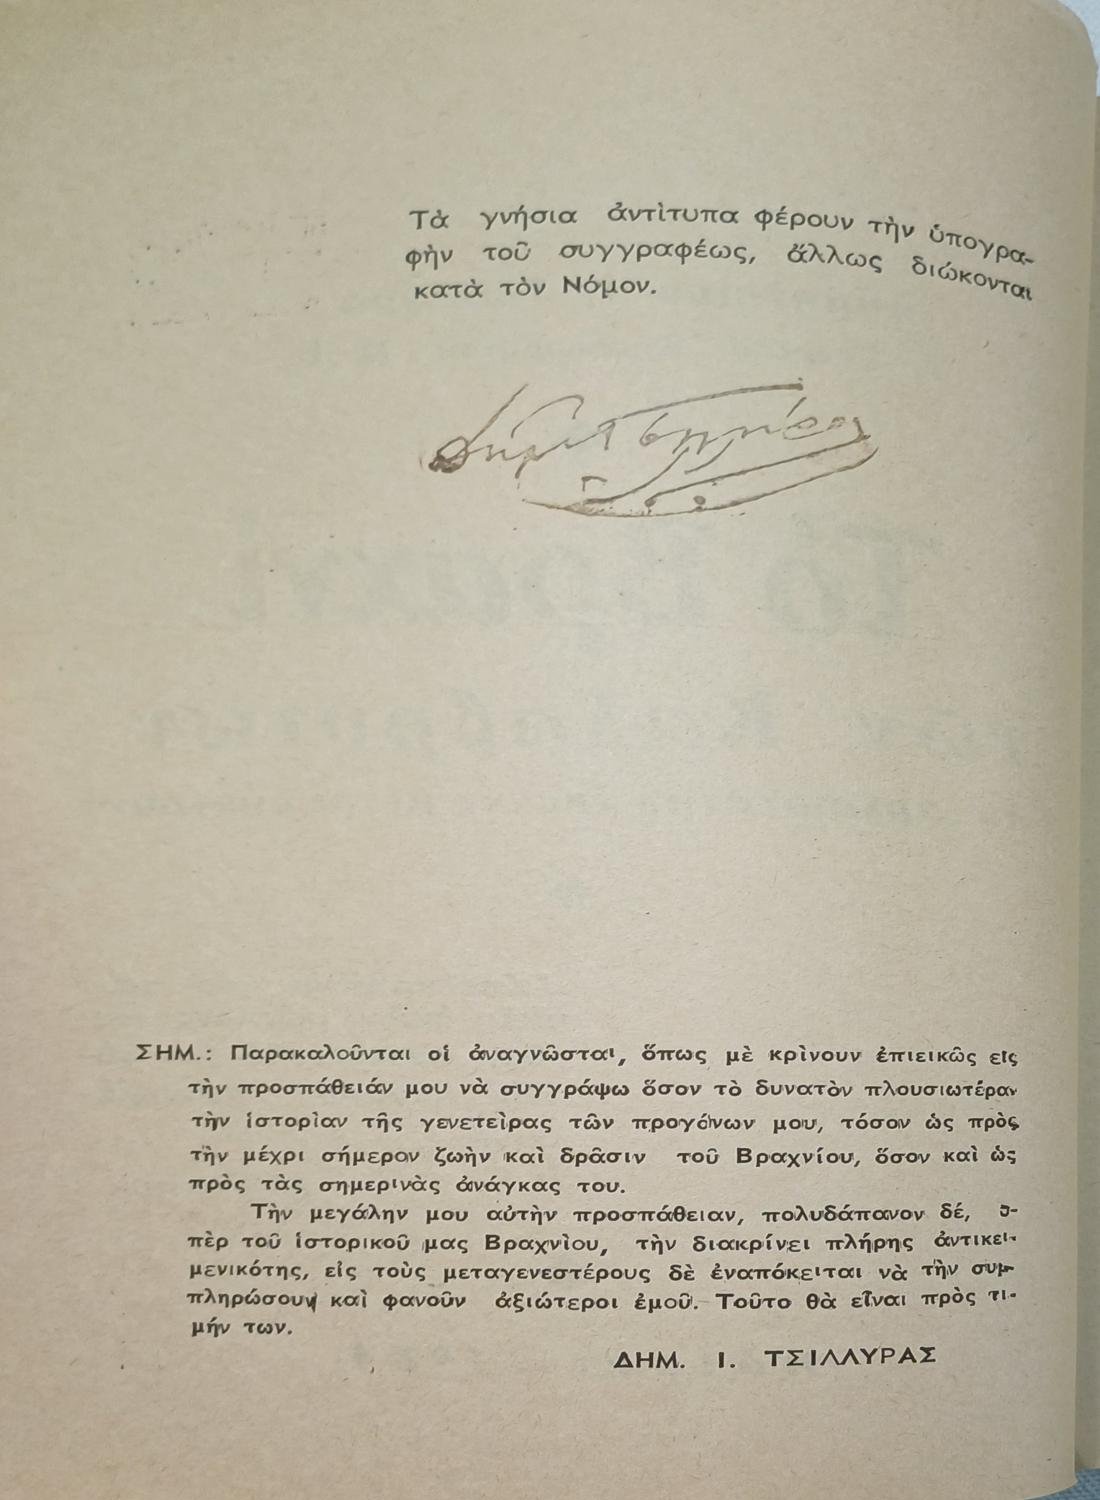 Τὰ γνήσια ἀντὶτυπα φέρουν τὴν ὑπογρα-
φὴν τοῦ συγγραφέως, ἄλλως διώκονται
κατὰ τὸν Νόμον.
ΣΗΜ.: Παρακαλοῦνται οἱ ἀναγνῶσται, ὅπως μὲ κρὶνουν ἐπιεικῶς εἰς
τὴν προσπάθειάν μου νὰ συγγράψω ὅσον τὸ δυνατὸν πλουσιωτέραν
τὴν ἱστορὶαν τῆς γενετεὶρας τῶν προγόνων μου, τόσον ὡς πρὸς
τὴν μέχρι σήμερον ζωὴν καὶ δρᾶσιν τοῦ Βραχνίου, ὅσον καὶ ὡς
πρὸς τὰς σημερινὰς ἀνάγκας του.
Τὴν μεγάλην μου αὐτὴν προσπάθειαν, πολυδάπανον δέ, ὑ-
πὲρ τοῦ ἱστορικοῦ μας Βραχνὶου, τὴν διακρίνει πλήρης ἀντικει-
μενικότης, εἰς τοὺς μεταγενεστέρους δὲ ἐναπόκειται νὰ τὴν συμ-
πληρώσουν καὶ φανοῦν ἀξιώτεροι ἐμοῦ. Τοῦτο θὰ εἶναι πρὸς τι-
μήν των.
ΔΗΜ. Ι. ΤΣΙΛΛΥΡΑΣ